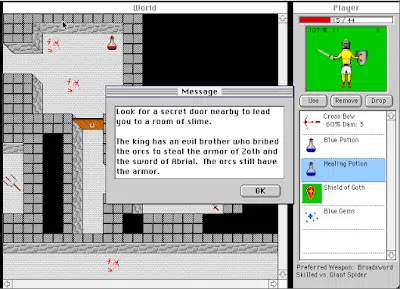 World
Player
15 / 44
Use
Remove
Drop
Message
Look for a secret door nearby to lead
you to a room of slime.
The king has an evil brother who bribed
the orcs to steal the armor of Zoth and
the sword of Abrial. The orcs still have
the armor.
OK
Cross Bow
60% Dam: 3
Blue Potion
Healing Potion
Shield of Goth
Blue Gems
Preferred Weapon: Broadsword
Skilled vs: Giant Spider